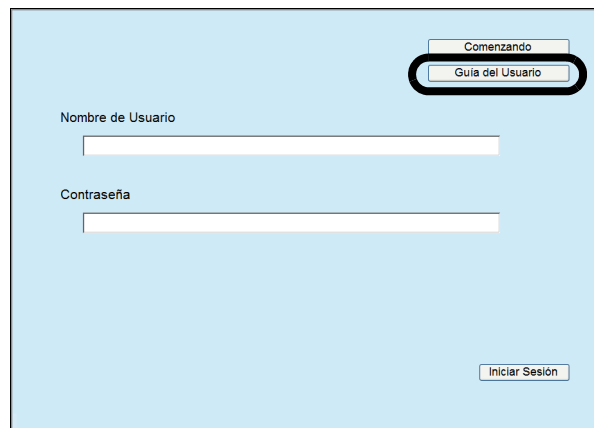 Comenzando
Guía del Usuario
Nombre de Usuario
Contraseña
Iniciar Sesión